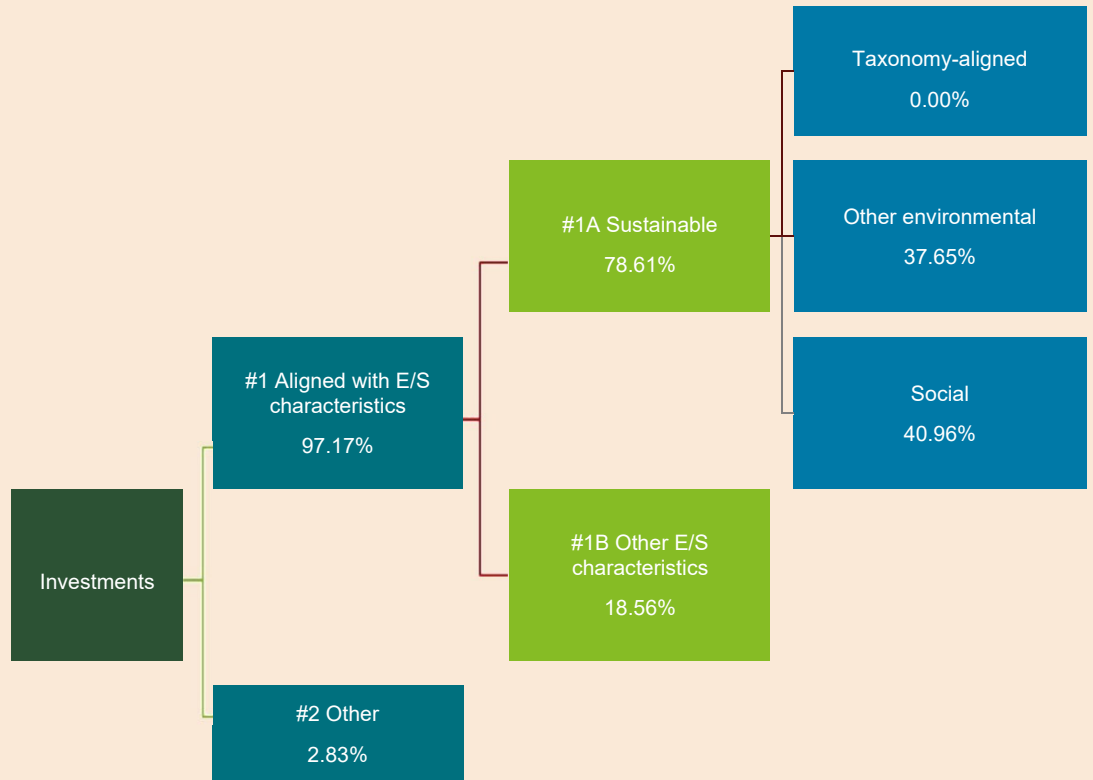 Taxonomy-aligned
0.00%
#1A Sustainable
78.61%
Other environmental
37.65%
#1 Aligned with E/S
characteristics
97.17%
Social
40.96%
Investments
#1B Other E/S
characteristics
18.56%
#2 Other
2.83%